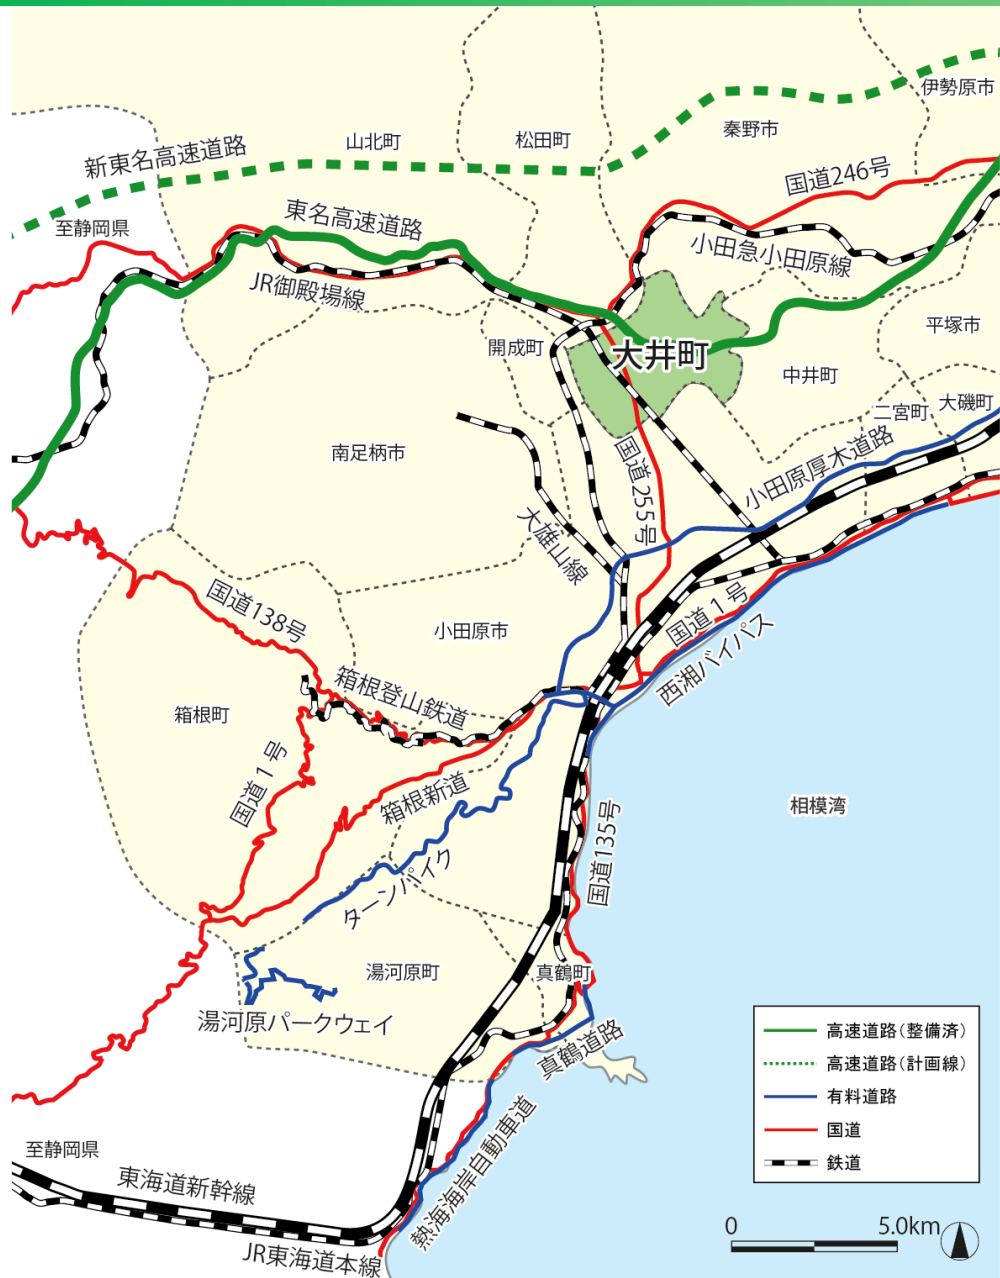 伊勢原市
秦野市
山北町
松田町
新東名高速道路
国道246号
東名高速道路
至静岡県
小田急小田原線
JR御殿場線
平塚市
開成町
大井町
中井町
大磯町
二宮町
南足柄市
小田原厚木道路
国道255号
大雄山線
国道138号
国道1号
小田原市
西湘バイパス
箱根登山鉄道
箱根町
国道1号
箱根新道
相模湾
国道135号
ターンパイク
湯河原町
真鶴町
湯河原パークウェイ
真鶴道路
高速道路(整備済)
高速道路(計画線)
有料道路
国道
鉄道
至静岡県
東海道新幹線
熱海海岸自動車道
JR東海道本線
0 5.0km